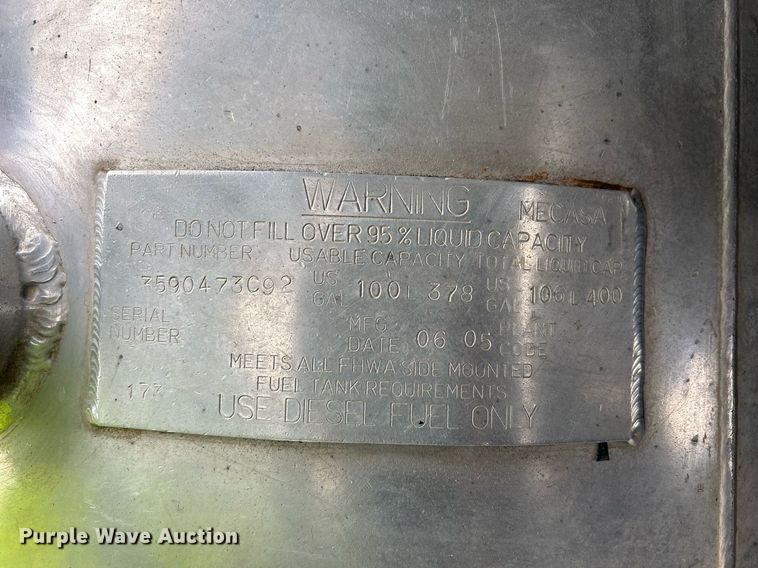 WARNING MECASA
DO NOT FILL OVER 95% LIQUID CAPACITY
PART NUMBER USABLE CAPACITY TOTAL LIQUID CAP
3590473C92 US GAL 100 L 378 US GAL 106 L 400
SERIAL NUMBER MFG DATE 06 05 PLANT CODE
MEETS ALL FHWA SIDE MOUNTED
FUEL TANK REQUIREMENTS
USE DIESEL FUEL ONLY
Purple Wave Auction